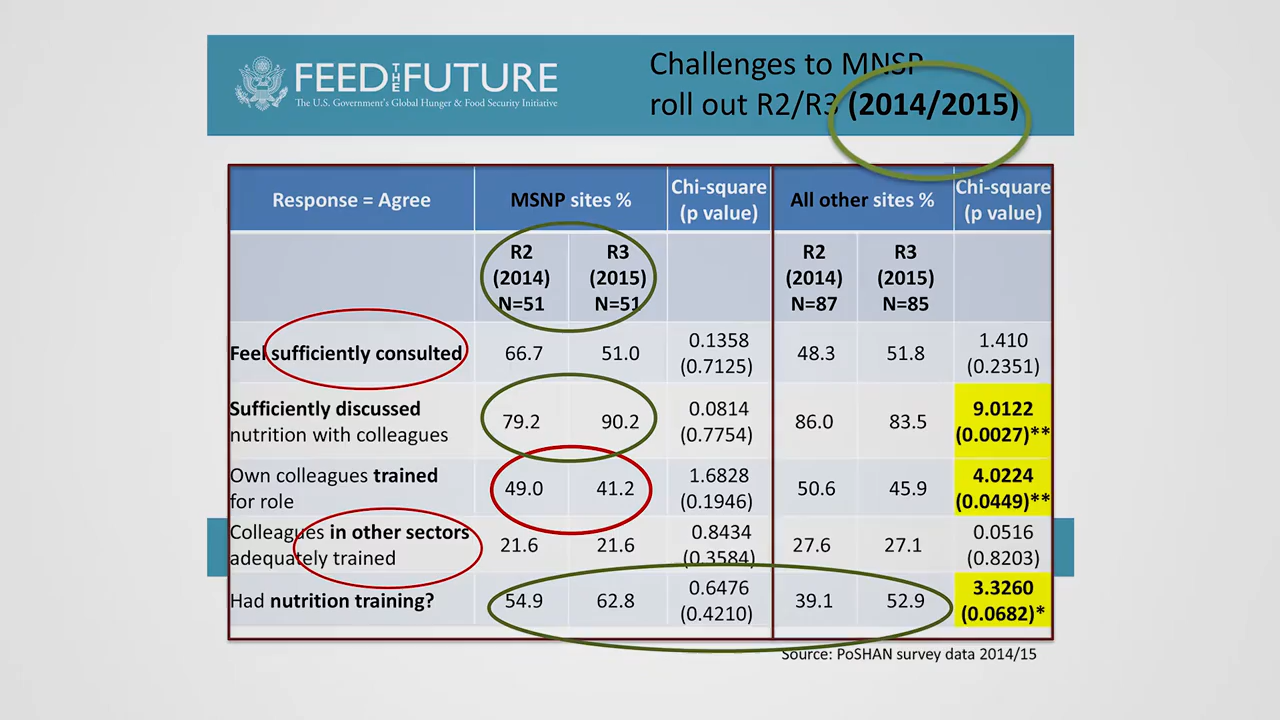 FEED THE FUTURE
The U.S. Government's Global Hunger & Food Security Initiative
Challenges to MNSP
roll out R2/R3 (2014/2015)
Response = Agree
MSNP sites %
Chi-square
(p value)
All other sites %
Chi-square
(p value)
R2
(2014)
N=51
R3
(2015)
N=51
R2
(2014)
N=87
R3
(2015)
N=85
Feel sufficiently consulted
66.7
51.0
0.1358
(0.7125)
48.3
51.8
1.410
(0.2351)
Sufficiently discussed
nutrition with colleagues
79.2
90.2
0.0814
(0.7754)
86.0
83.5
9.0122
(0.0027)**
Own colleagues trained
for role
49.0
41.2
1.6828
(0.1946)
50.6
45.9
4.0224
(0.0449)**
Colleagues in other sectors
adequately trained
21.6
21.6
0.8434
(0.3584)
27.6
27.1
0.0516
(0.8203)
Had nutrition training?
54.9
62.8
0.6476
(0.4210)
39.1
52.9
3.3260
(0.0682)*
Source: PoSHAN survey data 2014/15